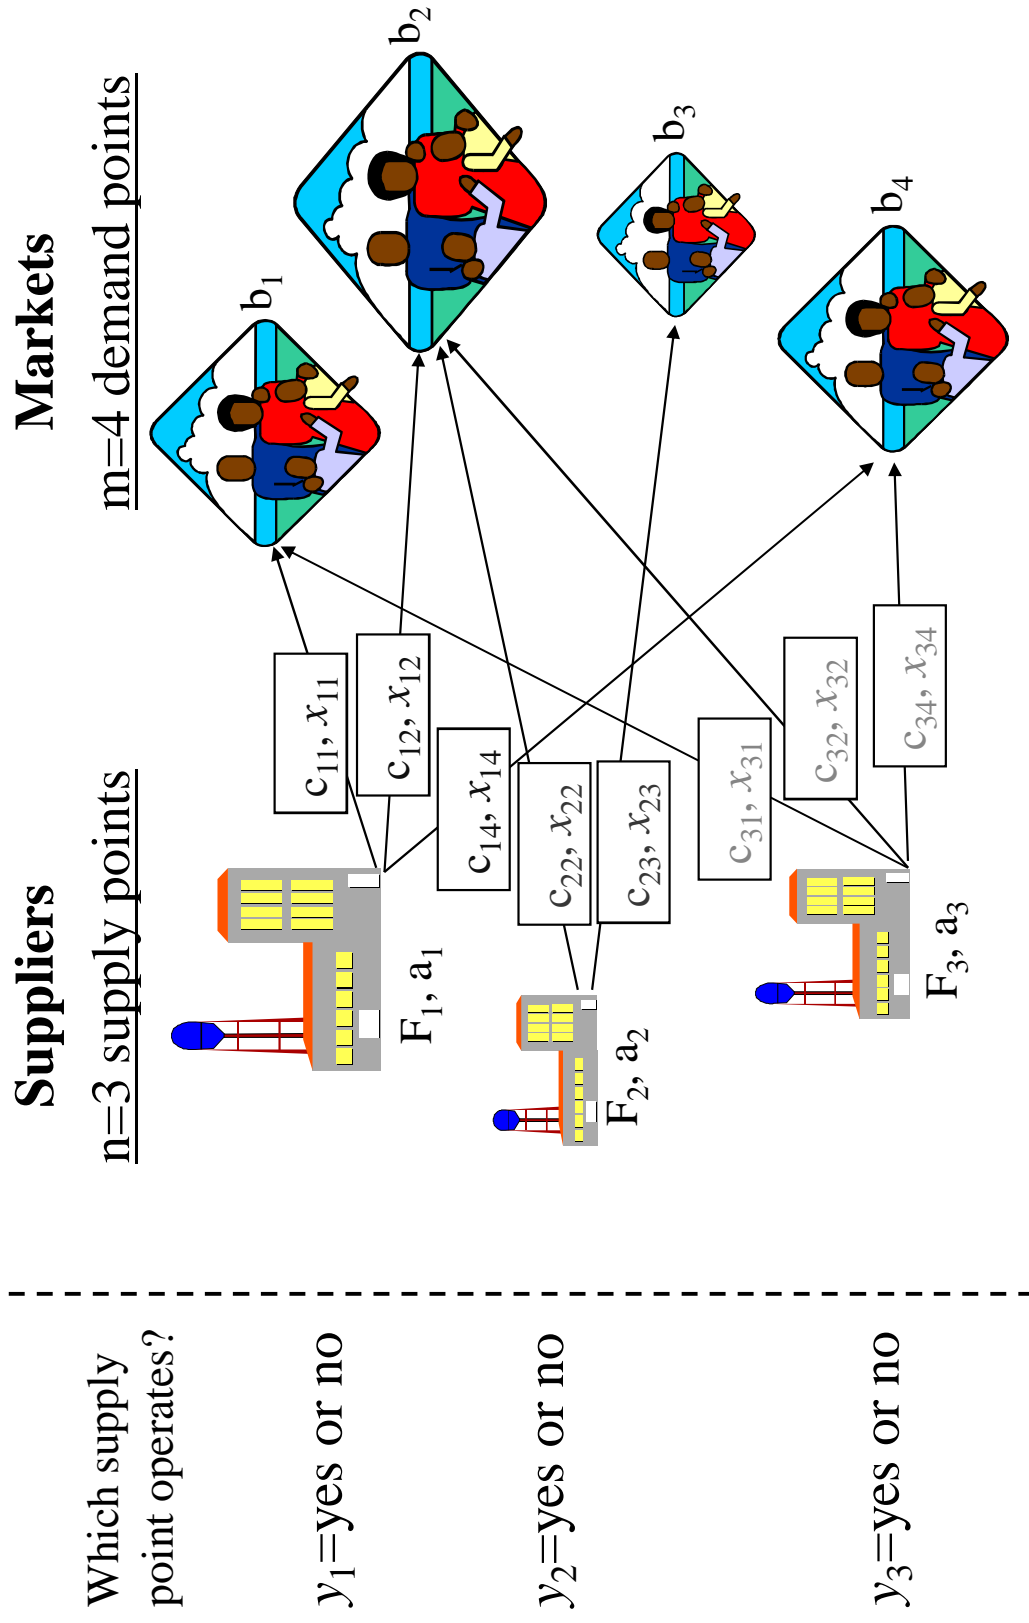 Suppliers
Markets
n=3 supply points
m=4 demand points
Which supply
point operates?
y₁=yes or no
y₂=yes or no
y₃=yes or no
F₁, a₁
F₂, a₂
F₃, a₃
c₁₁, x₁₁
c₁₂, x₁₂
c₁₄, x₁₄
c₂₂, x₂₂
c₂₃, x₂₃
c₃₁, x₃₁
c₃₂, x₃₂
c₃₄, x₃₄
b₁
b₂
b₃
b₄